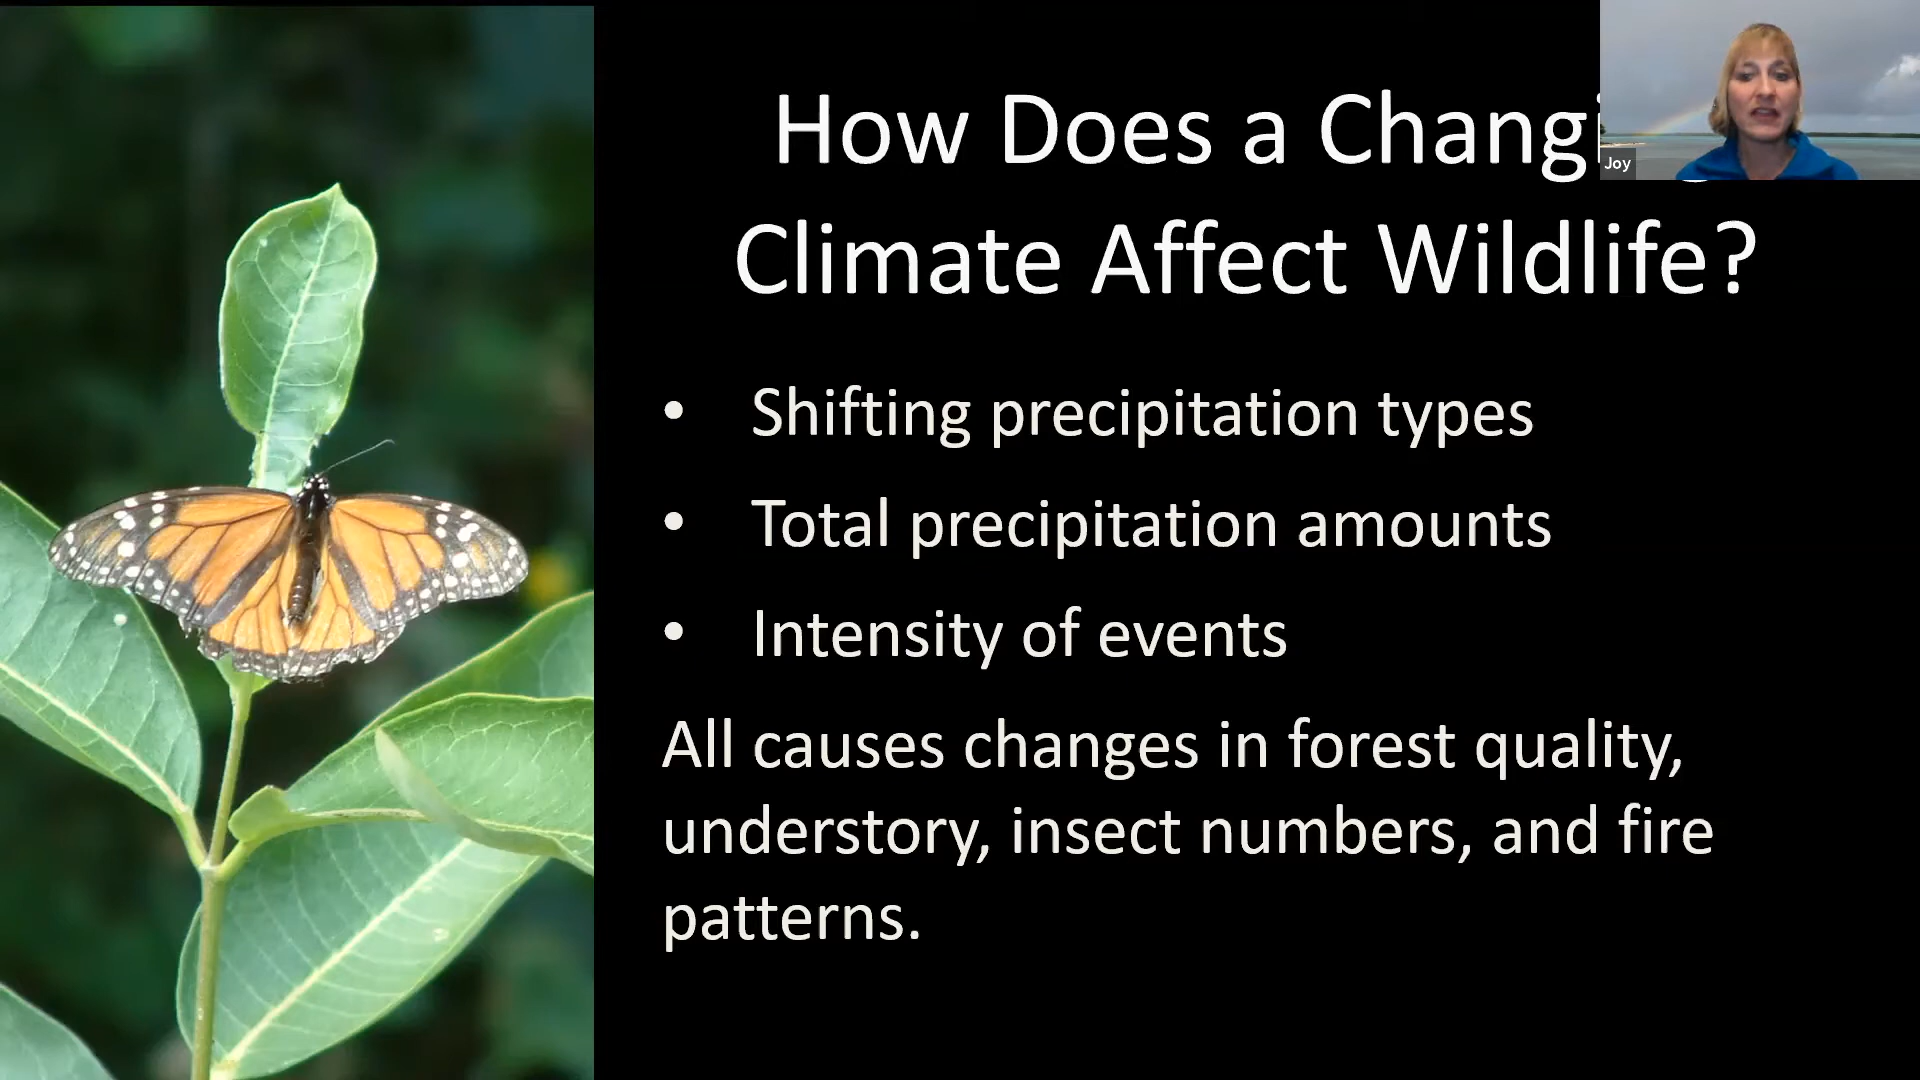 How Does a Changi
Joy
Climate Affect Wildlife?
• Shifting precipitation types
• Total precipitation amounts
• Intensity of events
All causes changes in forest quality,
understory, insect numbers, and fire
patterns.